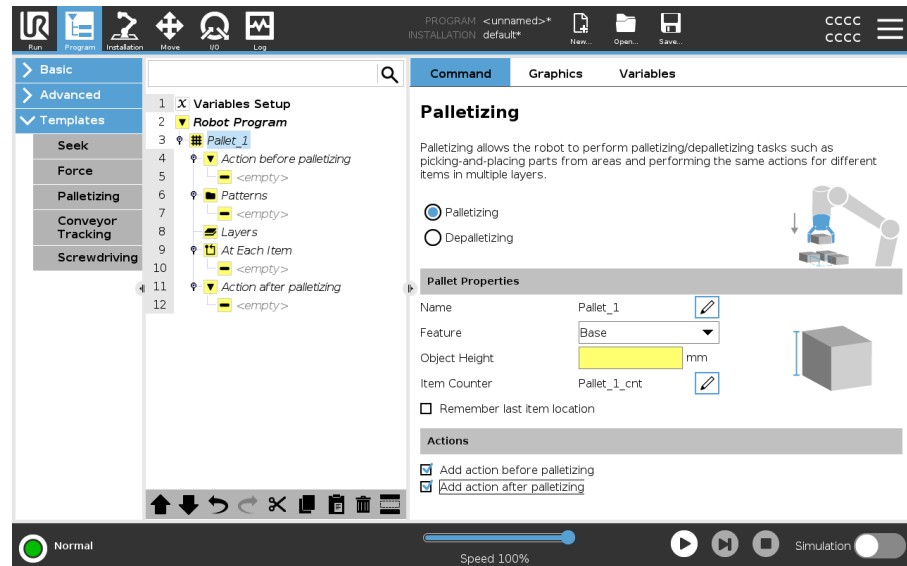 PROGRAM <unnamed>*
INSTALLATION default*
CCCC
CCCC
UR
Run
Program
Installation
Move
I/O
Log
New...
Open...
Save...
Basic
Advanced
Templates
Seek
Force
Palletizing
Conveyor
Tracking
Screwdriving
1 X Variables Setup
2 Robot Program
3 Pallet_1
4 Action before palletizing
5 <empty>
6 Patterns
7 <empty>
8 Layers
9 At Each Item
10 <empty>
11 Action after palletizing
12 <empty>
Command Graphics Variables
Palletizing
Palletizing allows the robot to perform palletizing/depalletizing tasks such as
picking-and-placing parts from areas and performing the same actions for different
items in multiple layers.
Palletizing
Depalletizing
Pallet Properties
Name Pallet_1
Feature Base
Object Height mm
Item Counter Pallet_1_cnt
Remember last item location
Actions
Add action before palletizing
Add action after palletizing
Normal
Speed 100%
Simulation